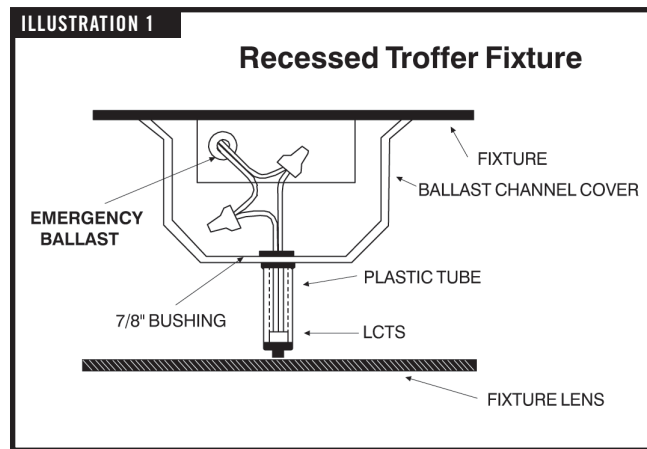 ILLUSTRATION 1
Recessed Troffer Fixture
FIXTURE
BALLAST CHANNEL COVER
EMERGENCY
BALLAST
PLASTIC TUBE
7/8" BUSHING
LCTS
FIXTURE LENS